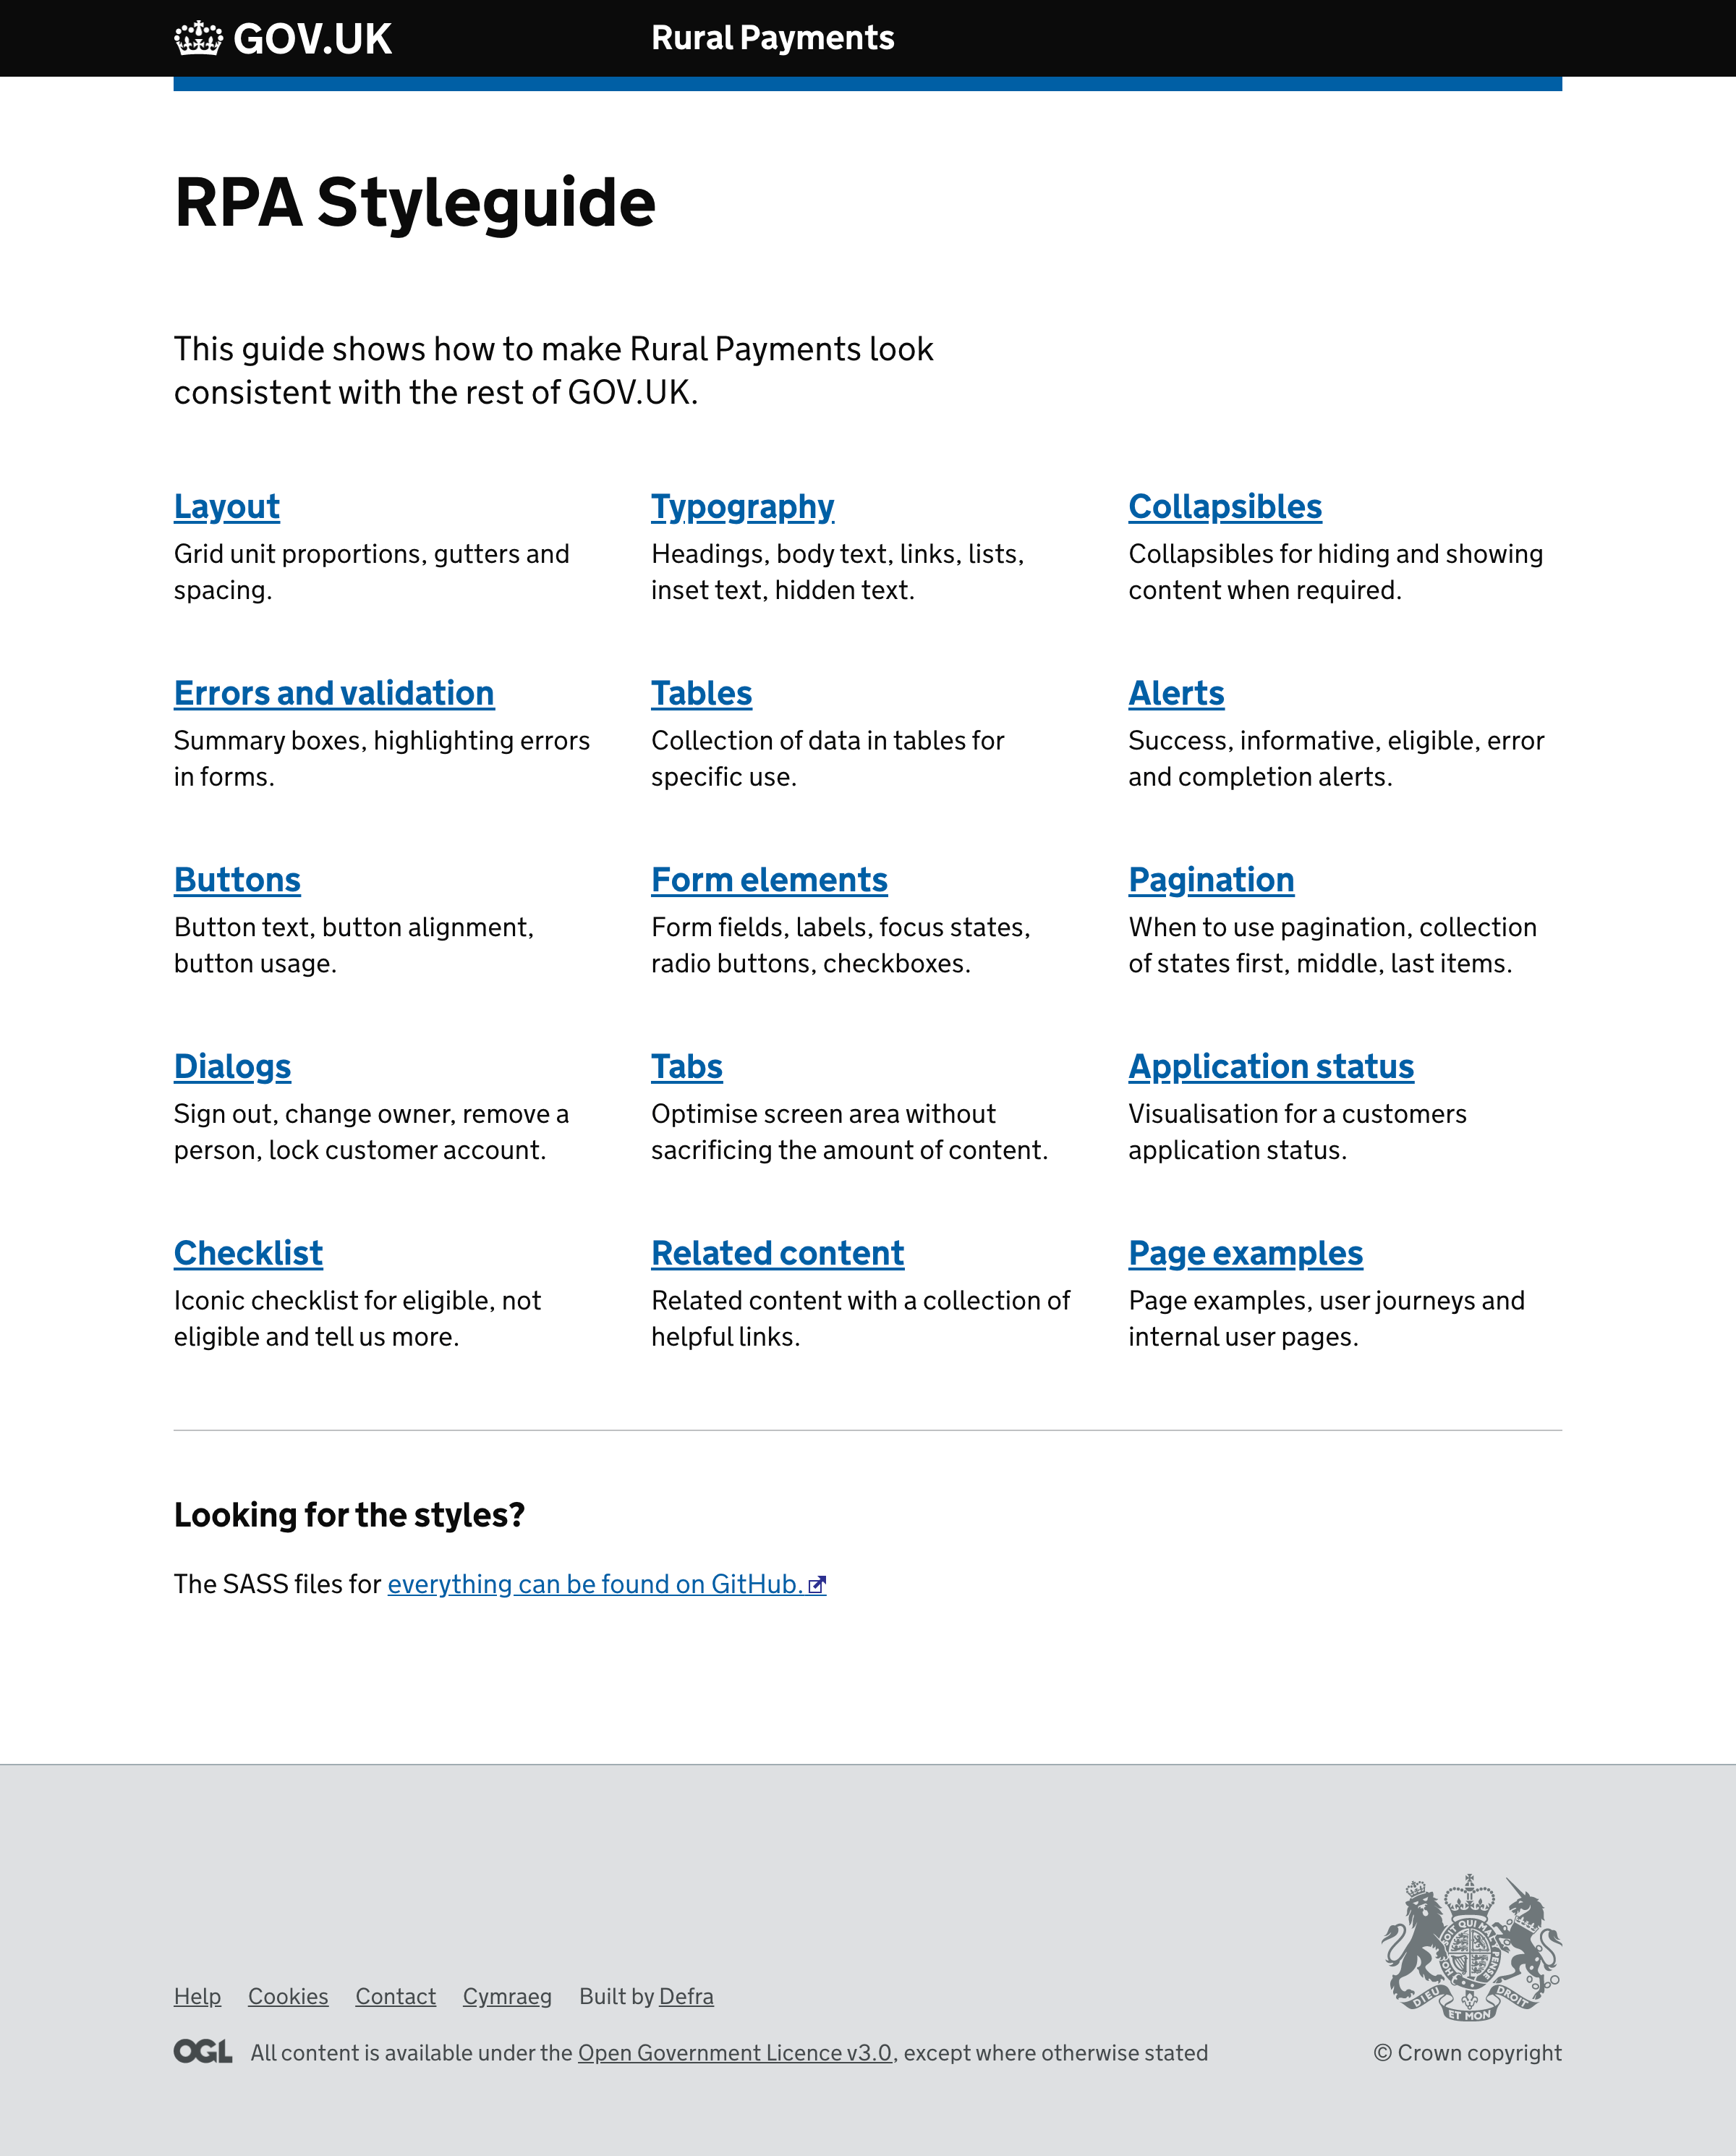 GOV.UK
Rural Payments
RPA Styleguide
This guide shows how to make Rural Payments look
consistent with the rest of GOV.UK.
Layout
Grid unit proportions, gutters and
spacing.
Typography
Headings, body text, links, lists,
inset text, hidden text.
Collapsibles
Collapsibles for hiding and showing
content when required.
Errors and validation
Summary boxes, highlighting errors
in forms.
Tables
Collection of data in tables for
specific use.
Alerts
Success, informative, eligible, error
and completion alerts.
Buttons
Button text, button alignment,
button usage.
Form elements
Form fields, labels, focus states,
radio buttons, checkboxes.
Pagination
When to use pagination, collection
of states first, middle, last items.
Dialogs
Sign out, change owner, remove a
person, lock customer account.
Tabs
Optimise screen area without
sacrificing the amount of content.
Application status
Visualisation for a customers
application status.
Checklist
Iconic checklist for eligible, not
eligible and tell us more.
Related content
Related content with a collection of
helpful links.
Page examples
Page examples, user journeys and
internal user pages.
Looking for the styles?
The SASS files for everything can be found on GitHub.
Help Cookies Contact Cymraeg Built by Defra
OGL All content is available under the Open Government Licence v3.0, except where otherwise stated
DIEU ET MON DROIT
© Crown copyright